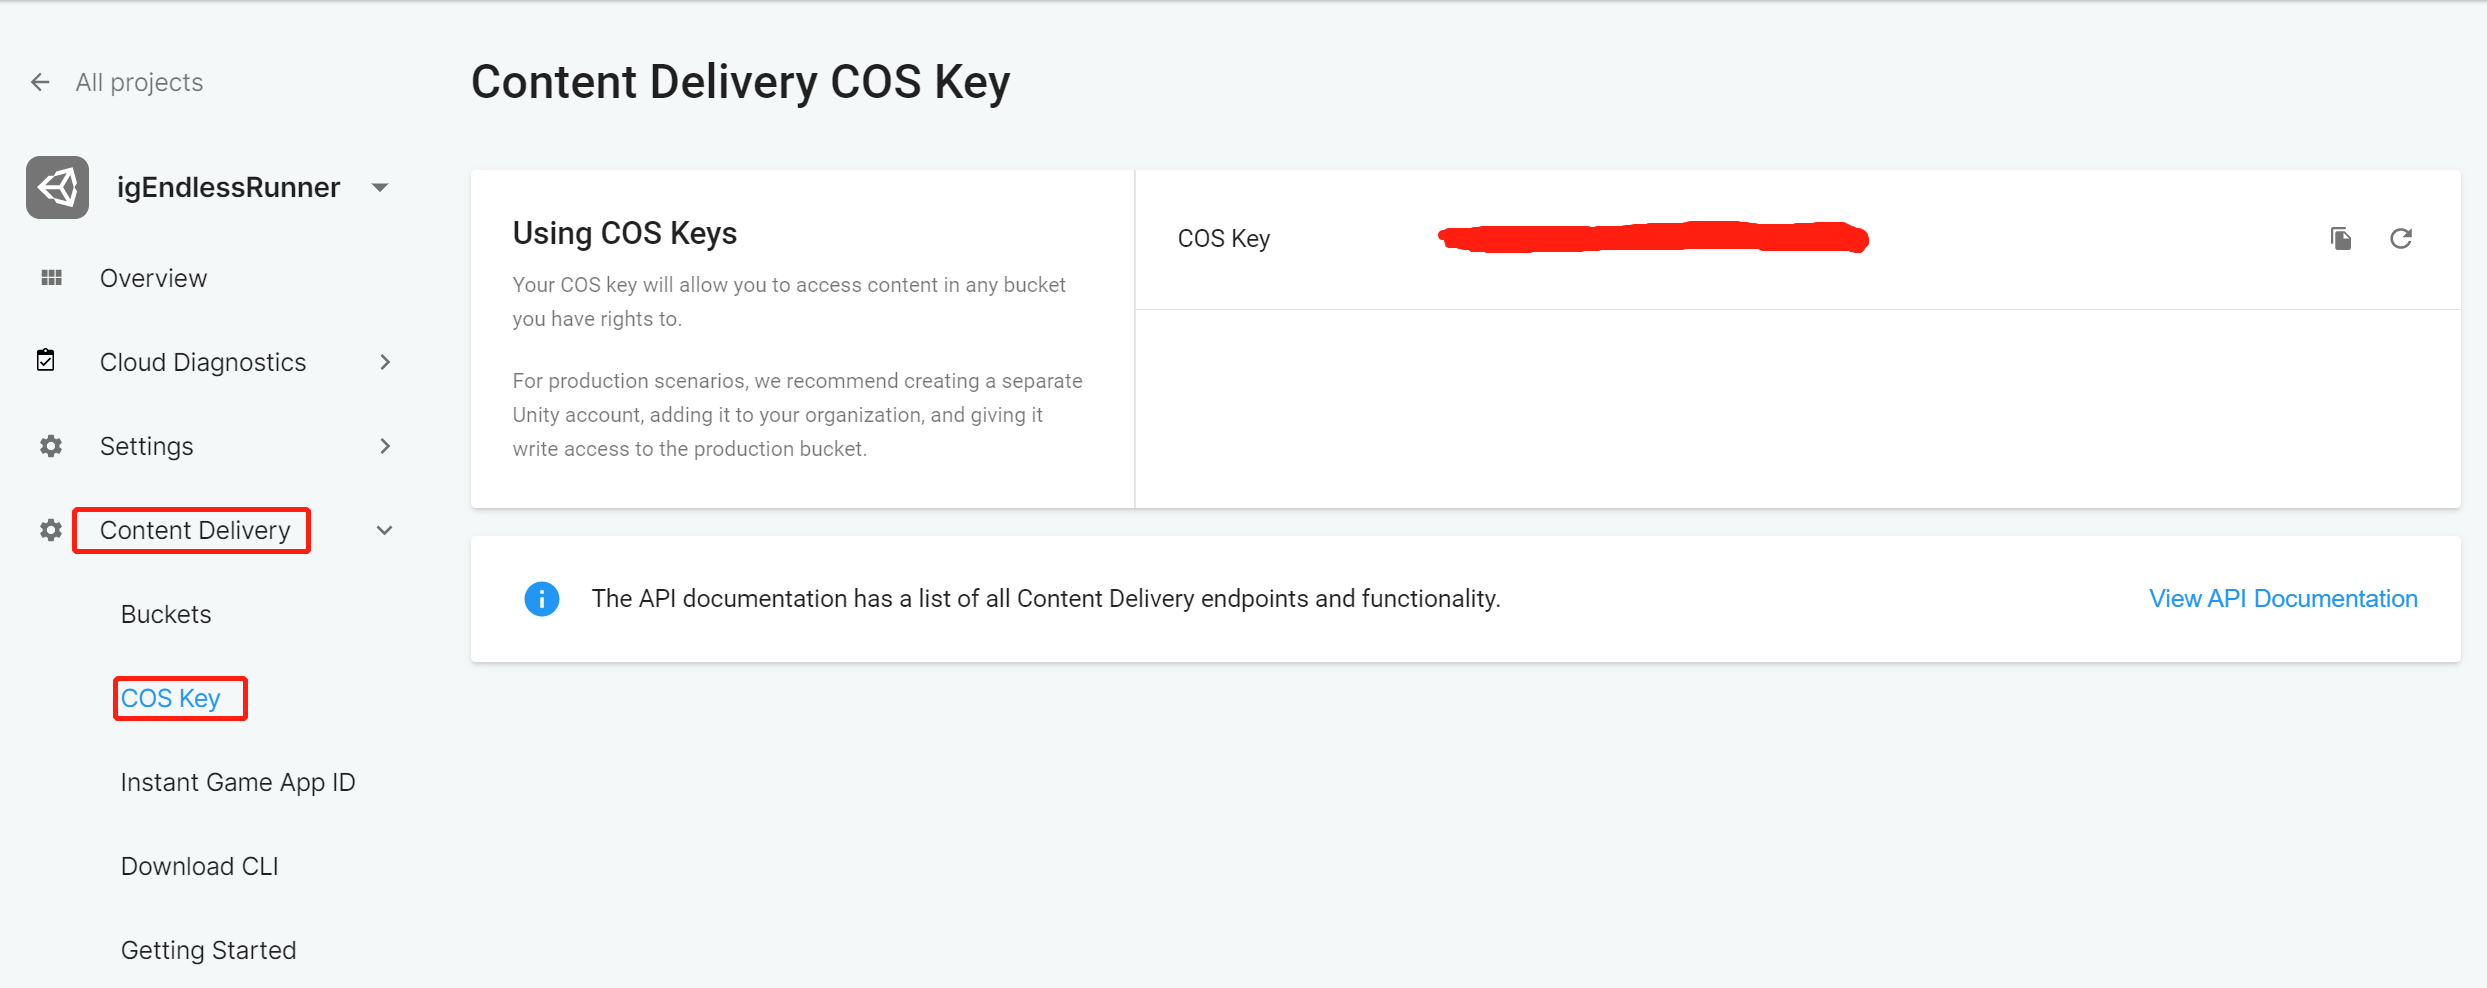 All projects
igEndlessRunner
Overview
Cloud Diagnostics
Settings
Content Delivery
Buckets
COS Key
Instant Game App ID
Download CLI
Getting Started
Content Delivery COS Key
Using COS Keys
Your COS key will allow you to access content in any bucket
you have rights to.
For production scenarios, we recommend creating a separate
Unity account, adding it to your organization, and giving it
write access to the production bucket.
COS Key
The API documentation has a list of all Content Delivery endpoints and functionality.
View API Documentation